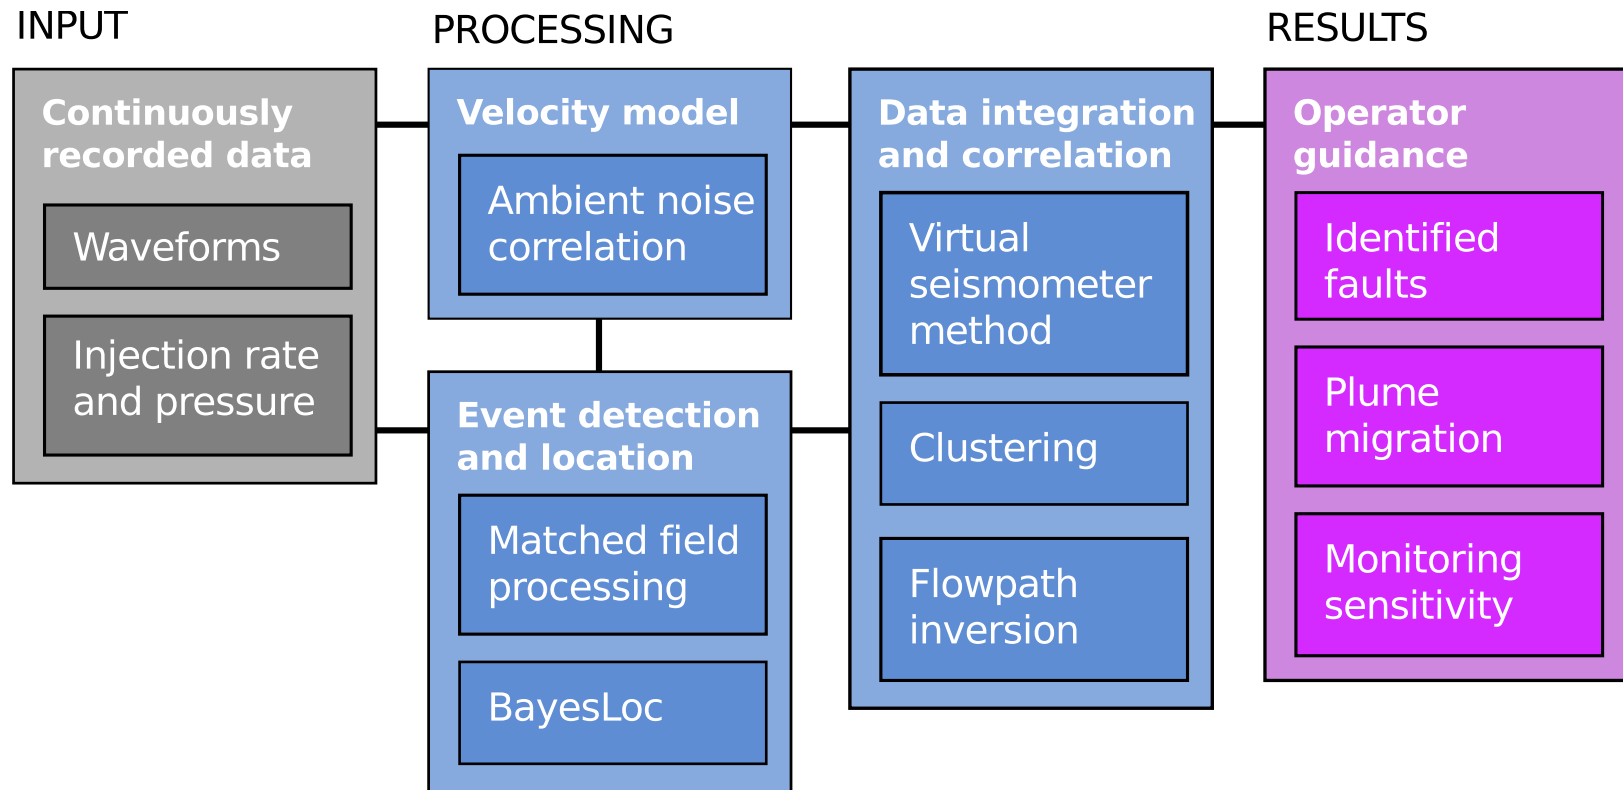 INPUT
PROCESSING
RESULTS
Continuously
recorded data
Waveforms
Injection rate
and pressure
Velocity model
Ambient noise
correlation
Event detection
and location
Matched field
processing
BayesLoc
Data integration
and correlation
Virtual
seismometer
method
Clustering
Flowpath
inversion
Operator
guidance
Identified
faults
Plume
migration
Monitoring
sensitivity